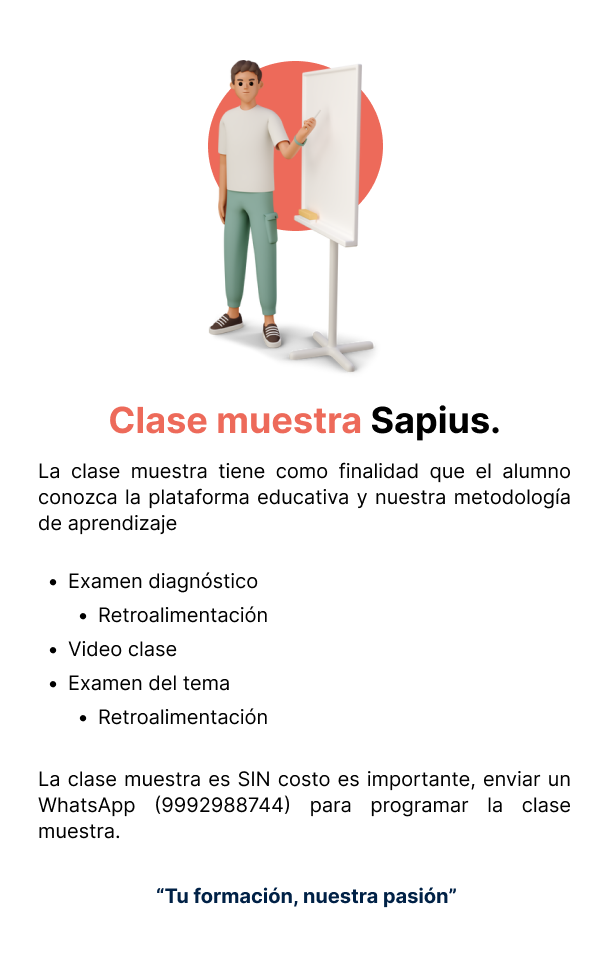 Clase muestra Sapius.
La clase muestra tiene como finalidad que el alumno
conozca la plataforma educativa y nuestra metodología
de aprendizaje
• Examen diagnóstico
• Retroalimentación
• Video clase
• Examen del tema
• Retroalimentación
La clase muestra es SIN costo es importante, enviar un
WhatsApp (9992988744) para programar la clase
muestra.
“Tu formación, nuestra pasión”